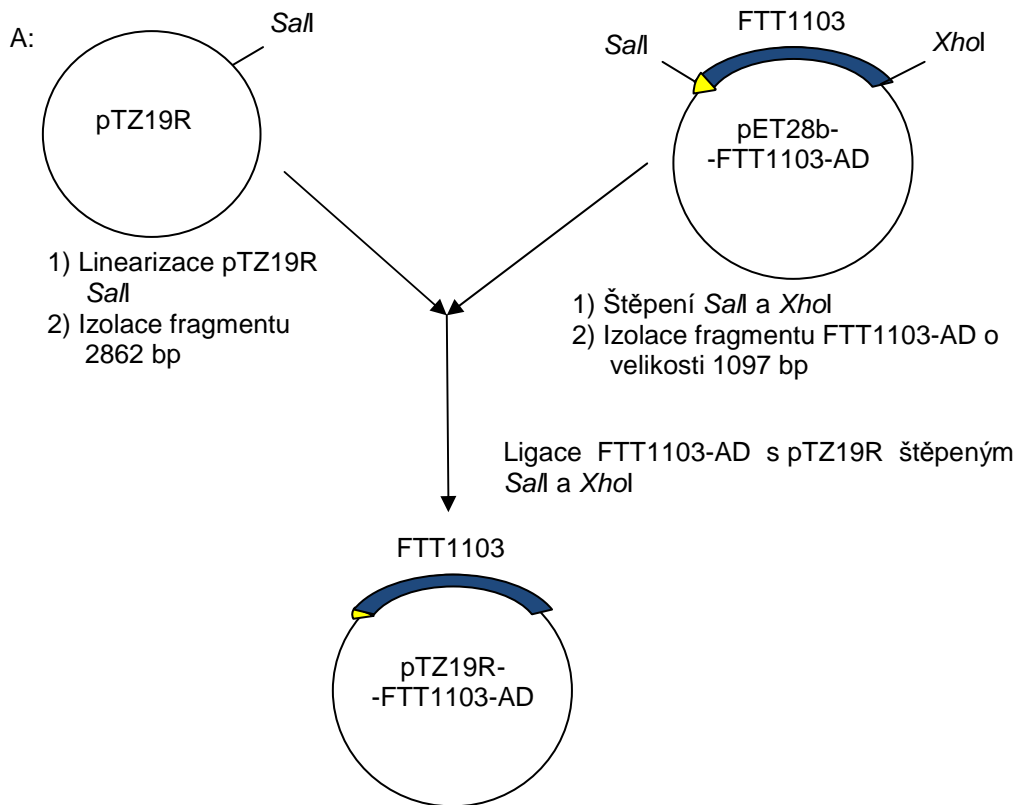 A:
SalI
pTZ19R
1) Linearizace pTZ19R
SalI
2) Izolace fragmentu
2862 bp
FTT1103
SalI
XhoI
pET28b-
-FTT1103-AD
1) Štěpení SalI a XhoI
2) Izolace fragmentu FTT1103-AD o
velikosti 1097 bp
Ligace FTT1103-AD s pTZ19R štěpeným
SalI a XhoI
FTT1103
pTZ19R-
-FTT1103-AD